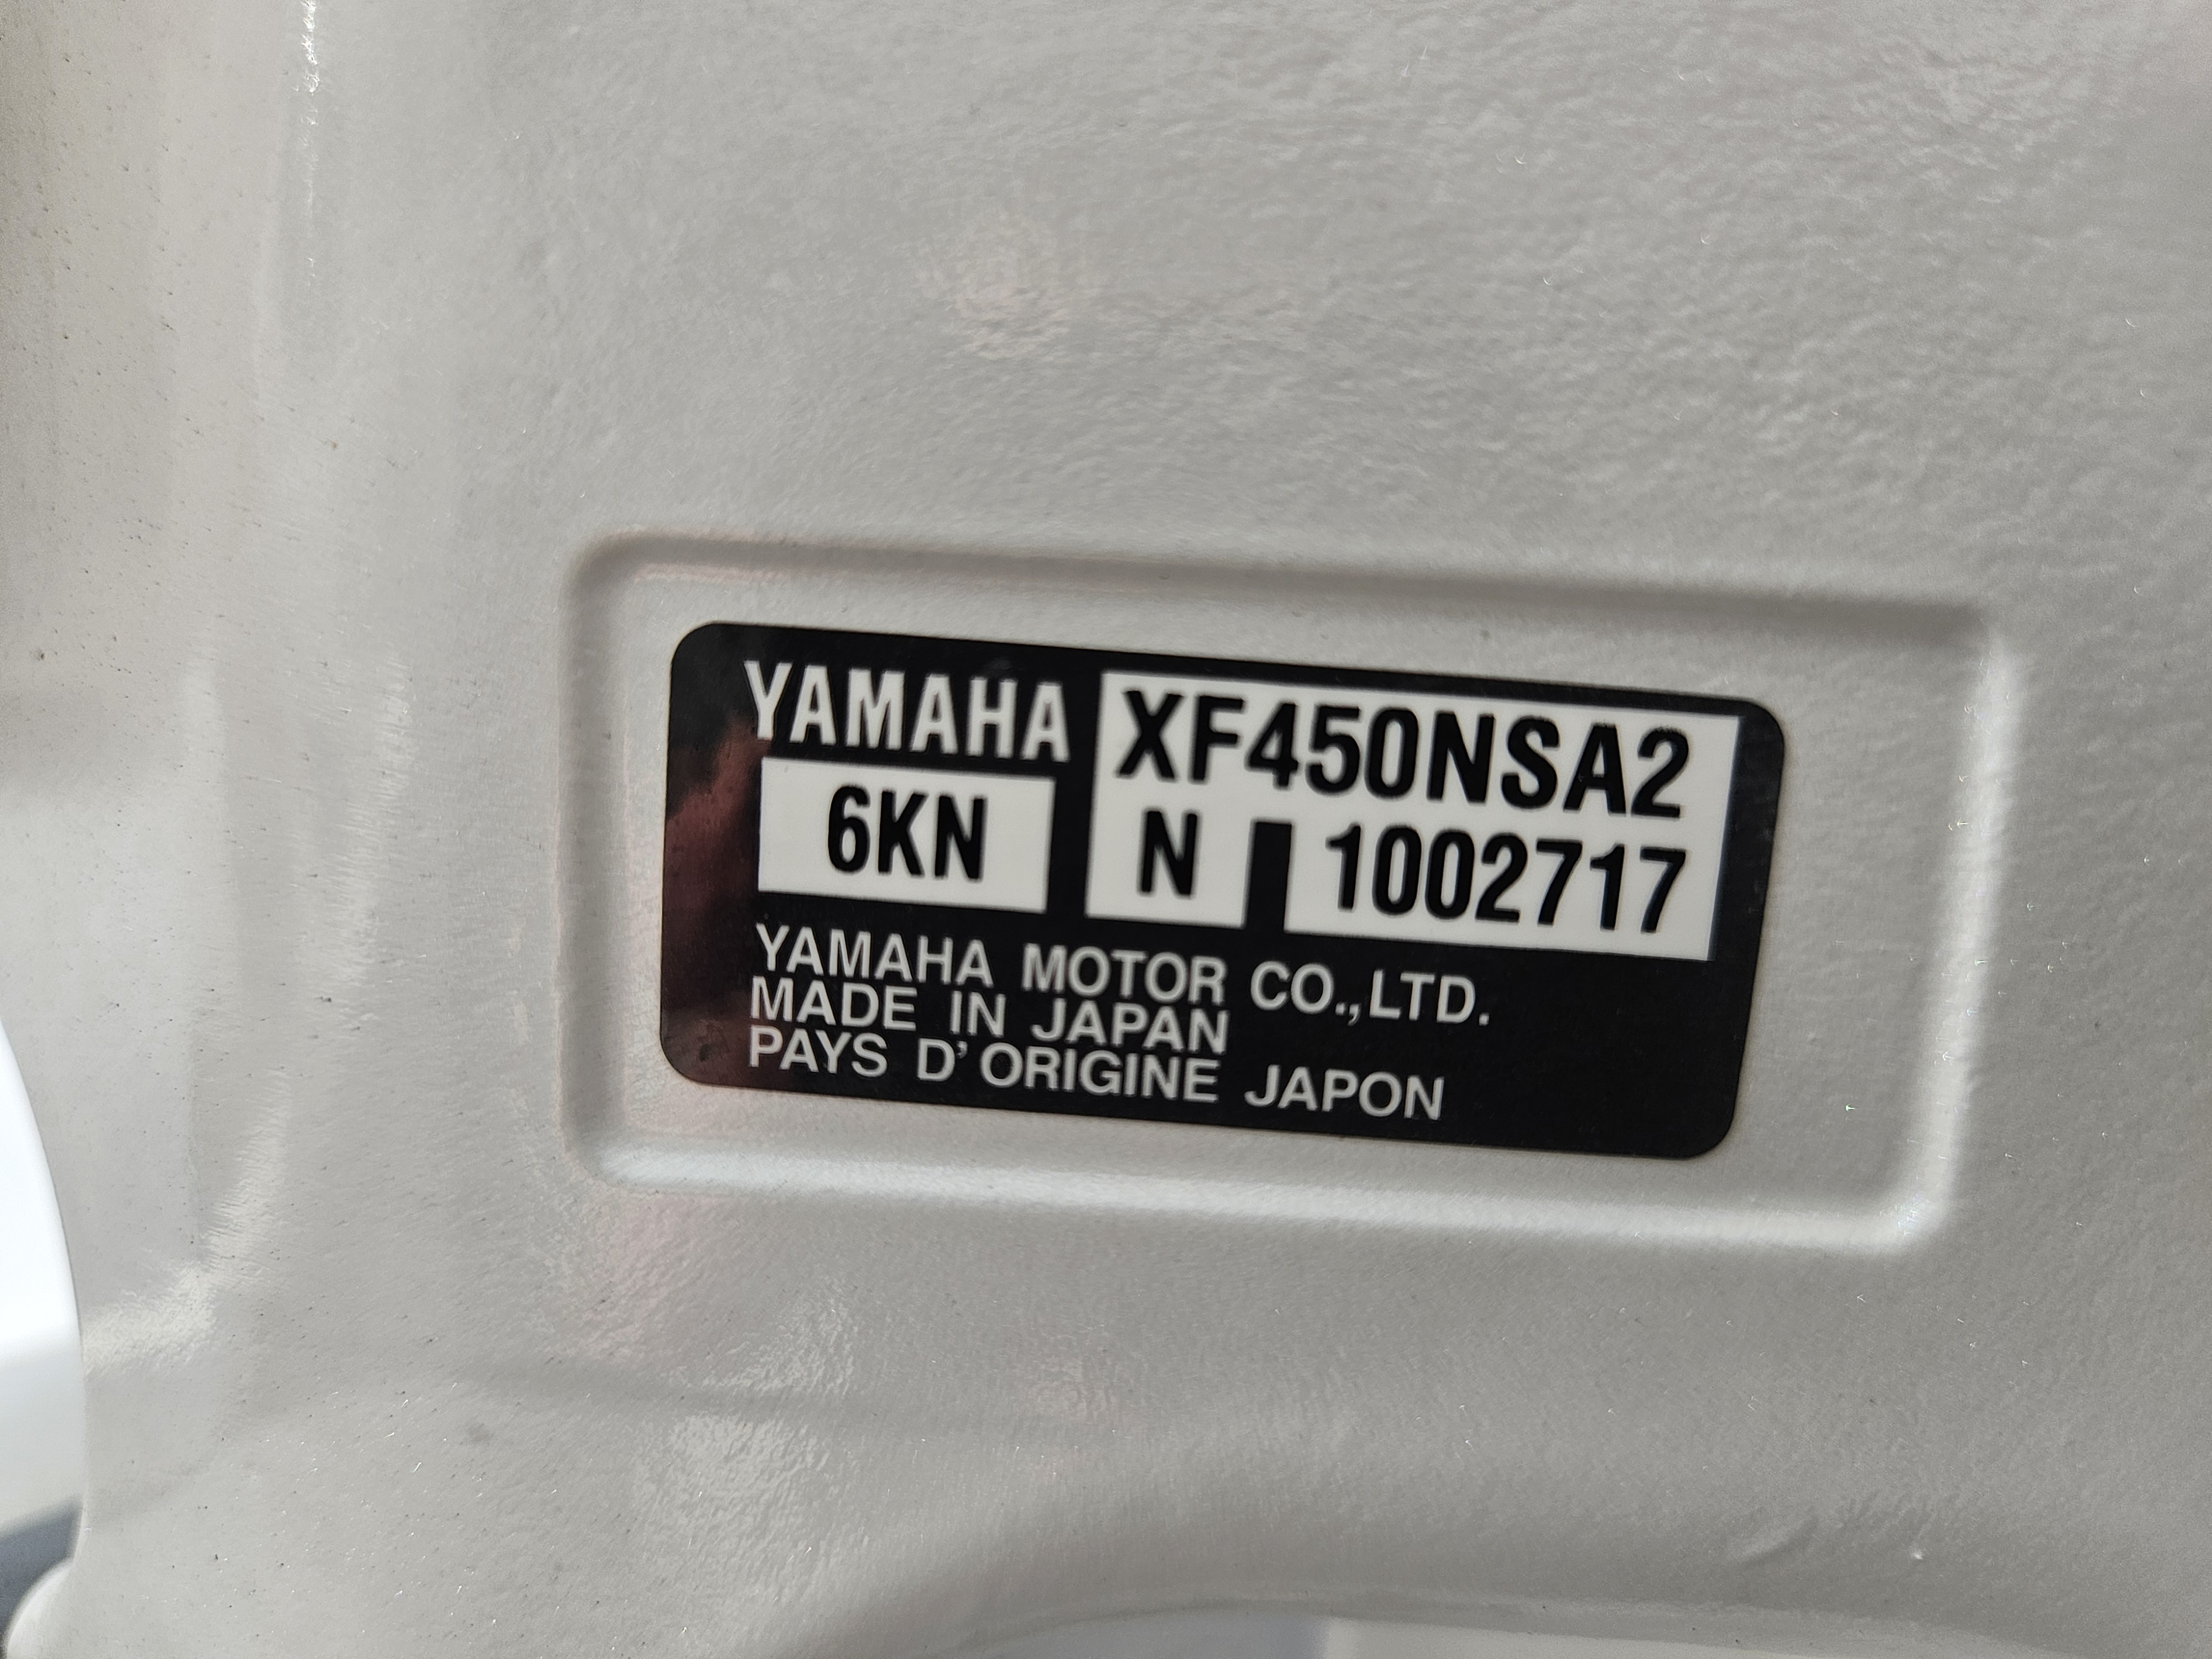 YAMAHA XF450NSA2
6KN N 1002717
YAMAHA MOTOR CO.,LTD.
MADE IN JAPAN
PAYS D'ORIGINE JAPON